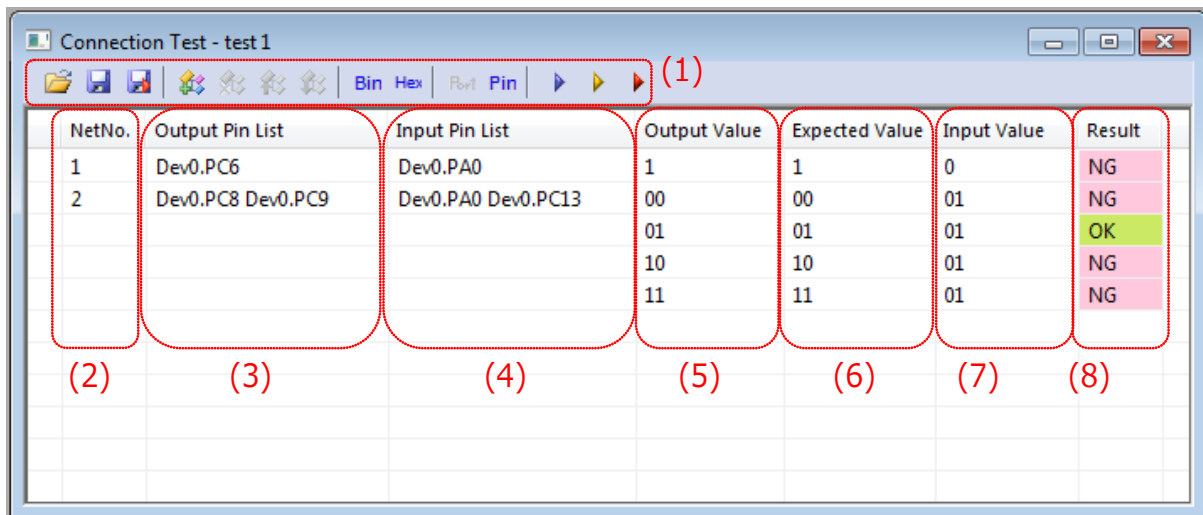 Connection Test - test1
Bin Hex Port Pin (1)
NetNo. Output Pin List Input Pin List Output Value Expected Value Input Value Result
1 Dev0.PC6 Dev0.PA0 1 1 0 NG
2 Dev0.PC8 Dev0.PC9 Dev0.PA0 Dev0.PC13 00 00 01 NG
01 01 01 OK
10 10 01 NG
11 11 01 NG
(2) (3) (4) (5) (6) (7) (8)